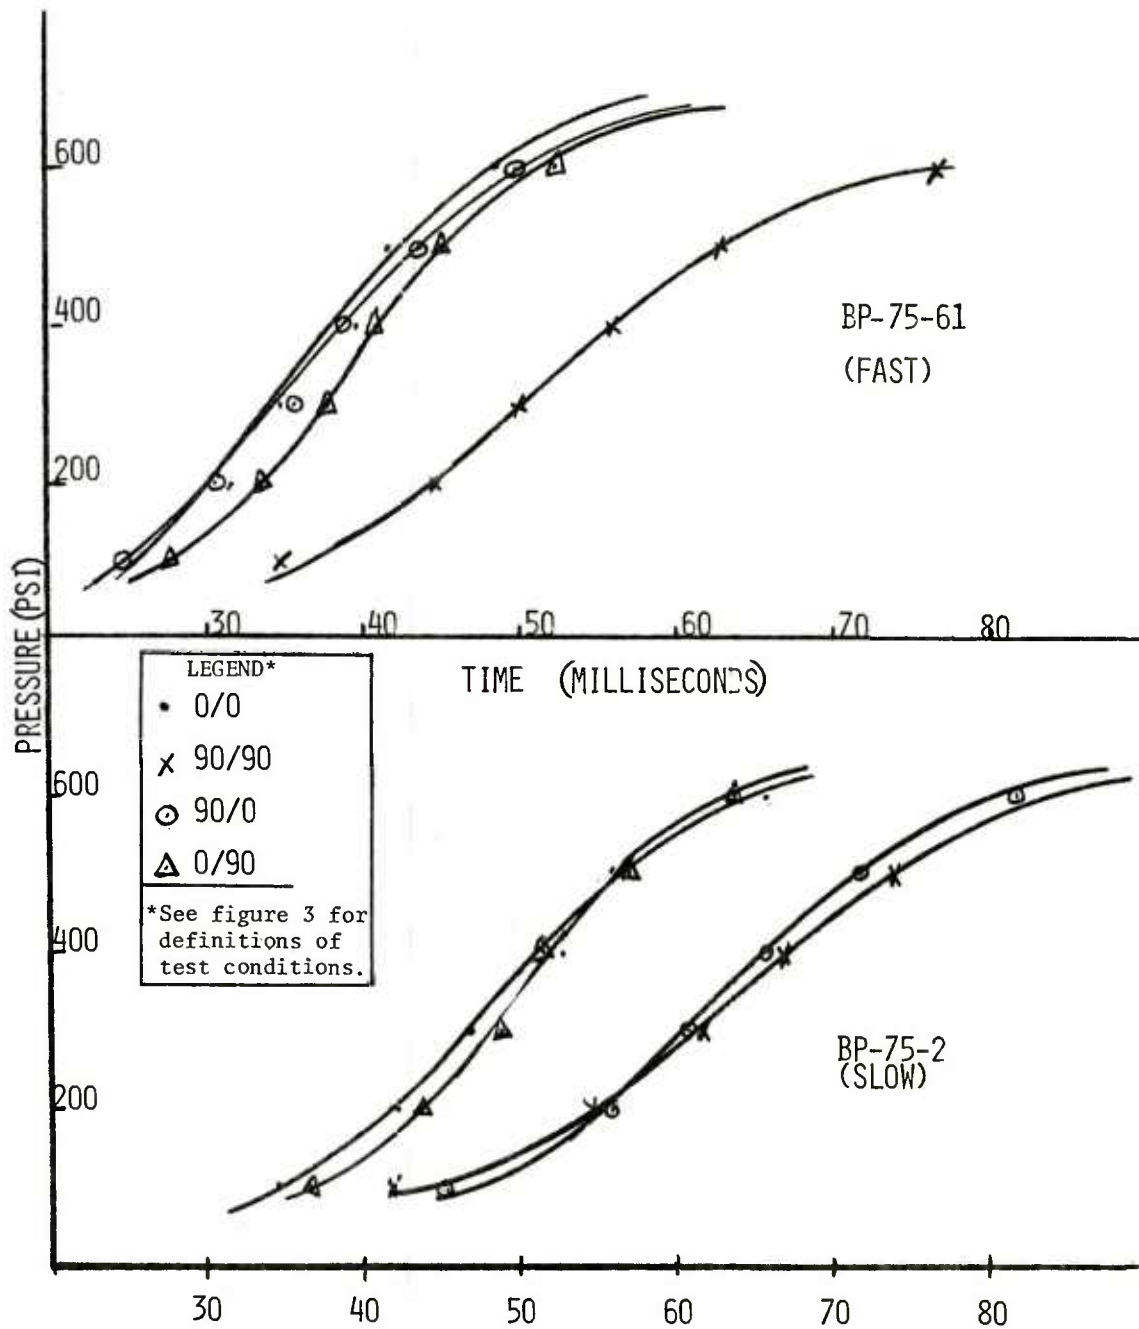 600
400
200
BP-75-61
(FAST)
PRESSURE (PSI)
30 40 50 60 70 80
TIME (MILLISECONDS)
LEGEND*
0/0
90/90
90/0
0/90
*See figure 3 for
definitions of
test conditions.
600
400
200
BP-75-2
(SLOW)
30 40 50 60 70 80